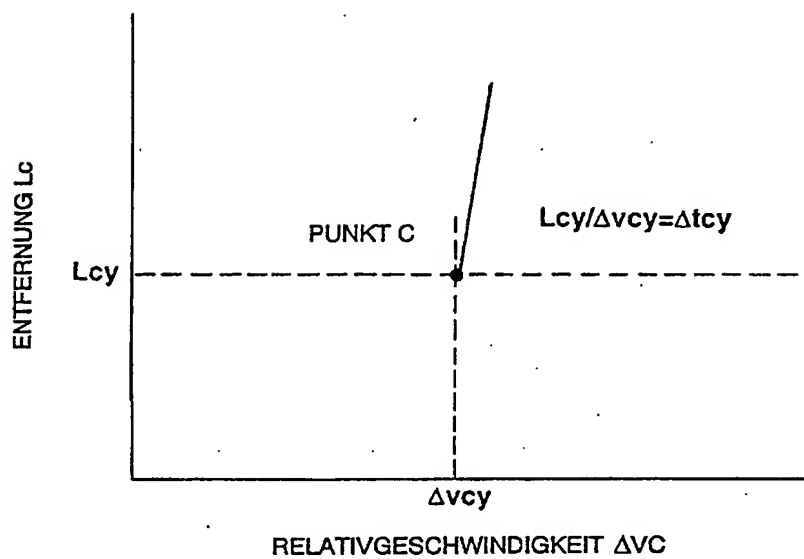 ENTFERNUNG Lc
PUNKT C
Lcy/Δvcy=Δtcy
Lcy
Δvcy
RELATIVGESCHWINDIGKEIT ΔVC